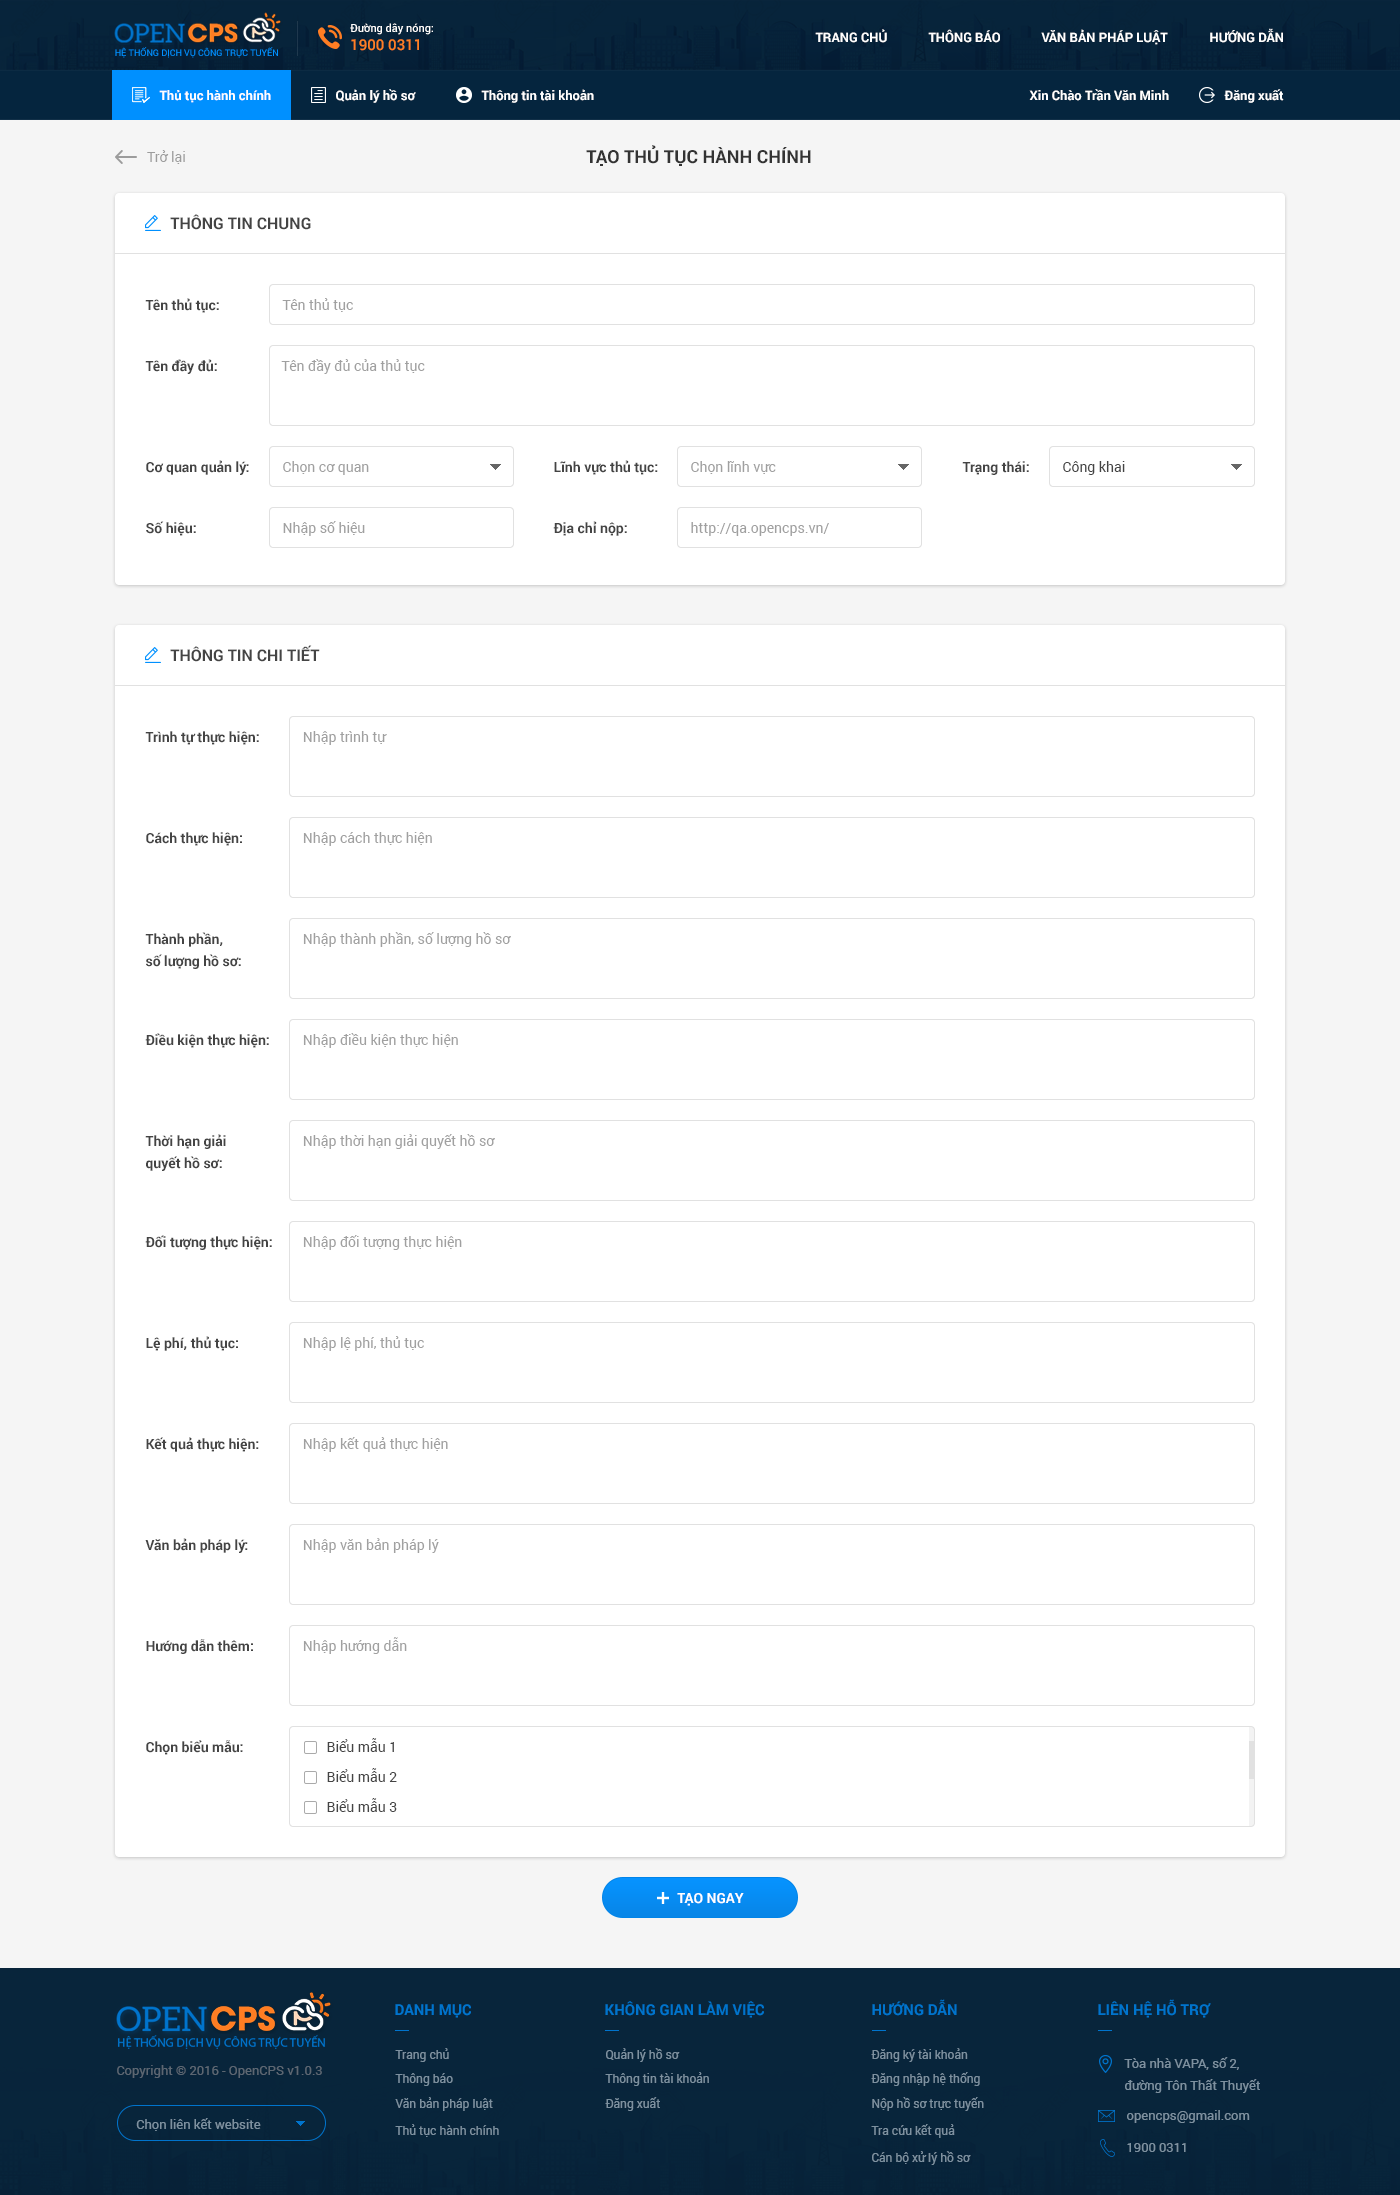 OPENCPS
HỆ THỐNG DỊCH VỤ CÔNG TRỰC TUYẾN
Đường dây nóng:
1900 0311
TRANG CHỦ THÔNG BÁO VĂN BẢN PHÁP LUẬT HƯỚNG DẪN
Thủ tục hành chính Quản lý hồ sơ Thông tin tài khoản Xin Chào Trần Văn Minh Đăng xuất
Trở lại
TẠO THỦ TỤC HÀNH CHÍNH
THÔNG TIN CHUNG
Tên thủ tục: Tên thủ tục
Tên đầy đủ: Tên đầy đủ của thủ tục
Cơ quan quản lý: Chọn cơ quan Lĩnh vực thủ tục: Chọn lĩnh vực Trạng thái: Công khai
Số hiệu: Nhập số hiệu Địa chỉ nộp: http://qa.opencps.vn/
THÔNG TIN CHI TIẾT
Trình tự thực hiện: Nhập trình tự
Cách thực hiện: Nhập cách thực hiện
Thành phần, Nhập thành phần, số lượng hồ sơ
số lượng hồ sơ:
Điều kiện thực hiện: Nhập điều kiện thực hiện
Thời hạn giải Nhập thời hạn giải quyết hồ sơ
quyết hồ sơ:
Đối tượng thực hiện: Nhập đối tượng thực hiện
Lệ phí, thủ tục: Nhập lệ phí, thủ tục
Kết quả thực hiện: Nhập kết quả thực hiện
Văn bản pháp lý: Nhập văn bản pháp lý
Hướng dẫn thêm: Nhập hướng dẫn
Chọn biểu mẫu: Biểu mẫu 1
Biểu mẫu 2
Biểu mẫu 3
TẠO NGAY
OPENCPS
HỆ THỐNG DỊCH VỤ CÔNG TRỰC TUYẾN
Copyright © 2016 - OpenCPS v1.0.3
Chọn liên kết website
DANH MỤC
Trang chủ
Thông báo
Văn bản pháp luật
Thủ tục hành chính
KHÔNG GIAN LÀM VIỆC
Quản lý hồ sơ
Thông tin tài khoản
Đăng xuất
HƯỚNG DẪN
Đăng ký tài khoản
Đăng nhập hệ thống
Nộp hồ sơ trực tuyến
Tra cứu kết quả
Cán bộ xử lý hồ sơ
LIÊN HỆ HỖ TRỢ
Tòa nhà VAPA, số 2,
đường Tôn Thất Thuyết
opencps@gmail.com
1900 0311